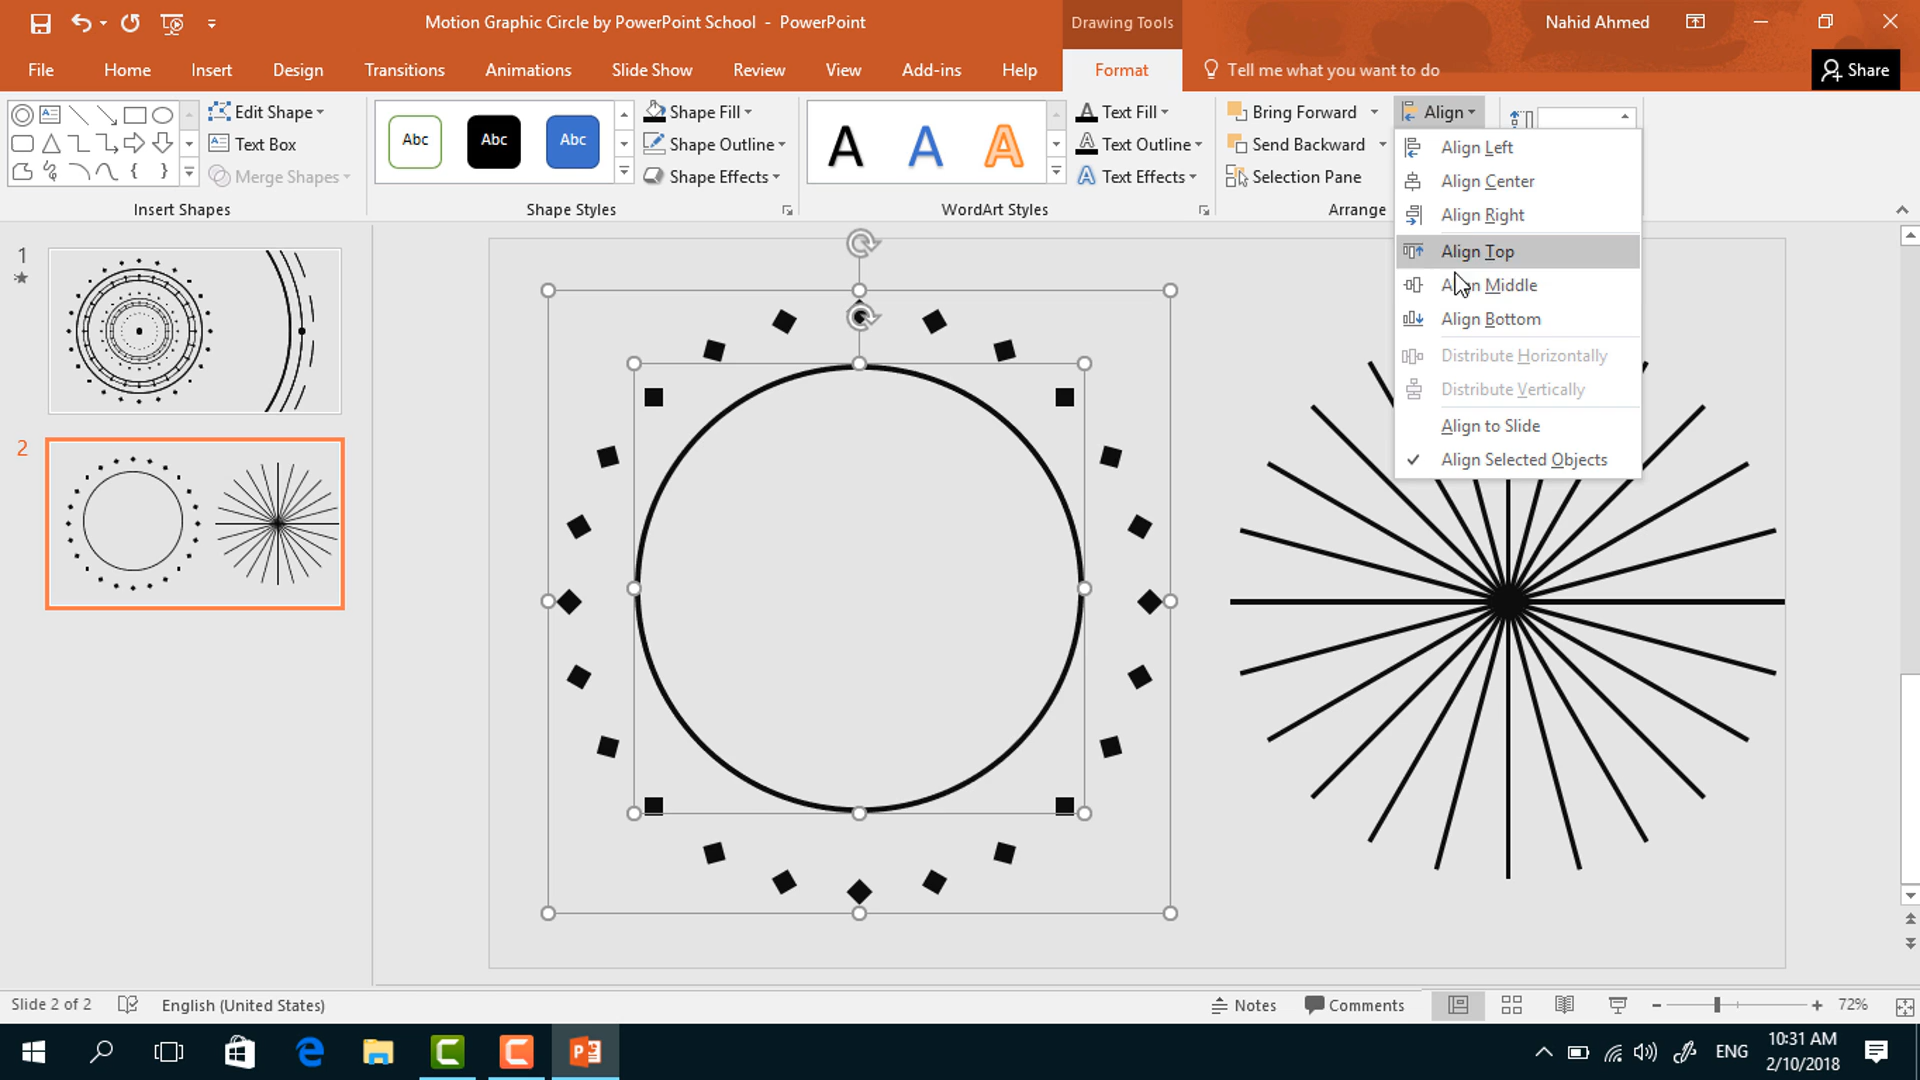 Motion Graphic Circle by PowerPoint School - PowerPoint
Drawing Tools
Nahid Ahmed
File Home Insert Design Transitions Animations Slide Show Review View Add-ins Help Format Tell me what you want to do Share
Edit Shape
Text Box
Merge Shapes
Insert Shapes
Abc Abc Abc
Shape Fill
Shape Outline
Shape Effects
Shape Styles
A A A
Text Fill
Text Outline
Text Effects
WordArt Styles
Bring Forward
Send Backward
Selection Pane
Arrange
Align
Align Left
Align Center
Align Right
Align Top
Align Middle
Align Bottom
Distribute Horizontally
Distribute Vertically
Align to Slide
Align Selected Objects
1
2
Slide 2 of 2 English (United States) Notes Comments 72%
ENG
10:31 AM
2/10/2018